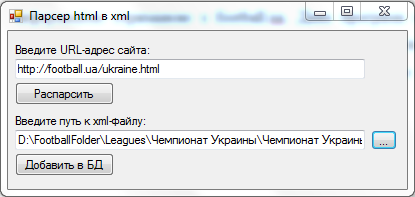 Парсер html в xml
Введите URL-адрес сайта:
http://football.ua/ukraine.html
Распарсить
Введите путь к xml-файлу:
D:\FootballFolder\Leagues\Чемпионат Украины\Чемпионат Украины
...
Добавить в БД